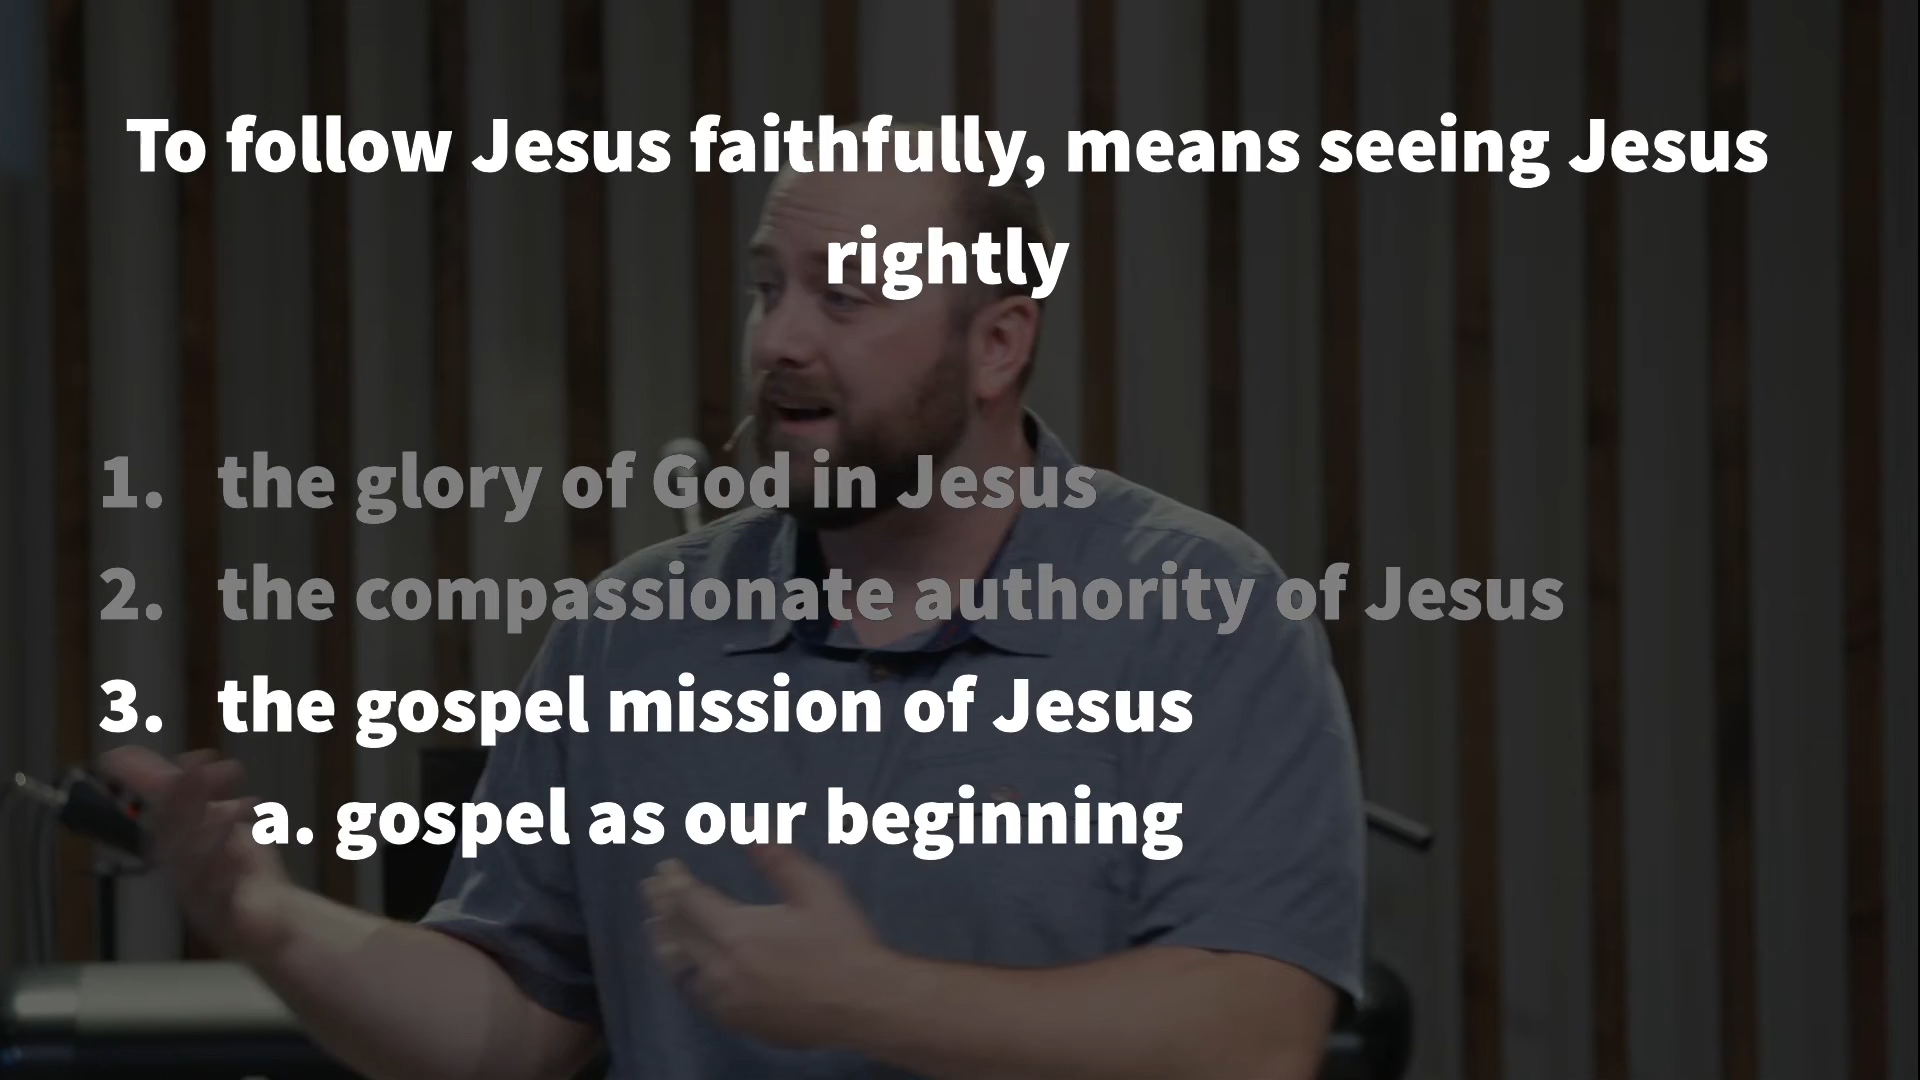 To follow Jesus faithfully, means seeing Jesus
rightly
1. the glory of God in Jesus
2. the compassionate authority of Jesus
3. the gospel mission of Jesus
a. gospel as our beginning